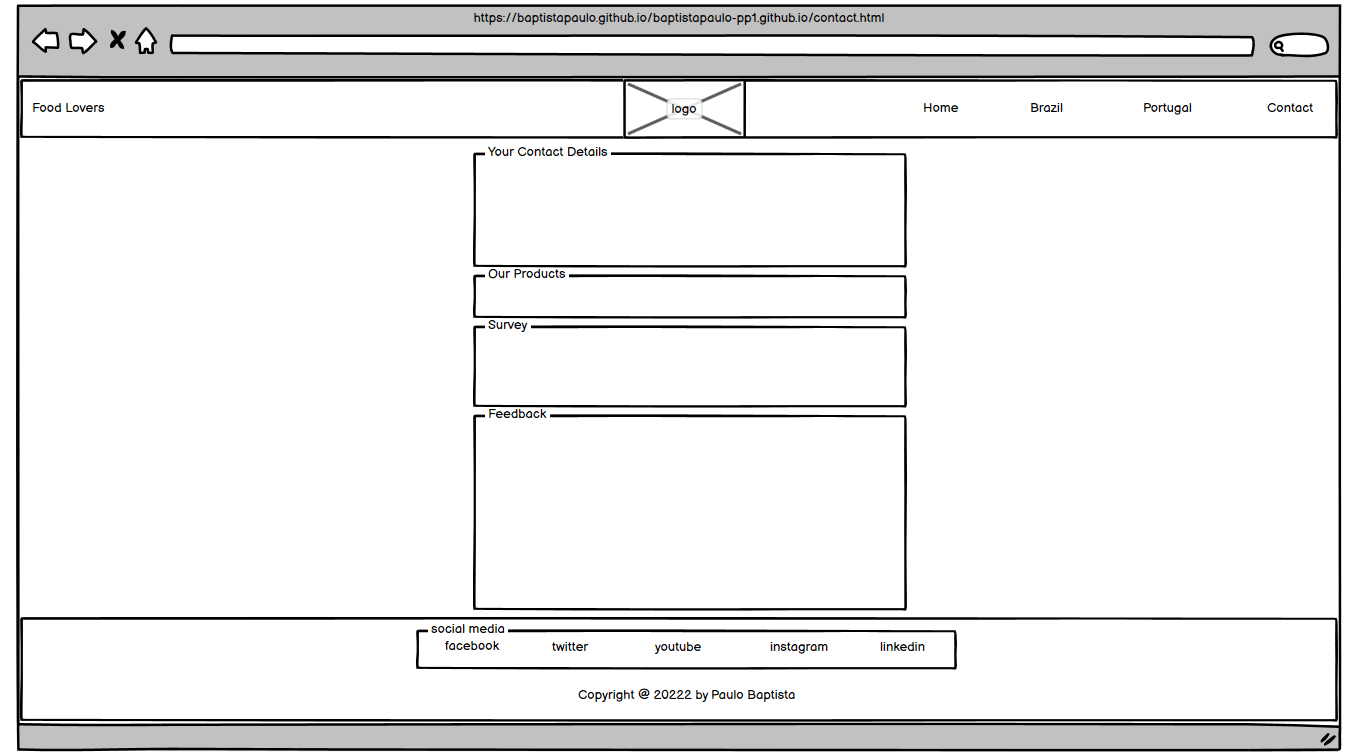 https://baptistapaulo.github.io/baptistapaulo-pp1.github.io/contact.html
Food Lovers
logo
Home
Brazil
Portugal
Contact
Your Contact Details
Our Products
Survey
Feedback
social media
facebook
twitter
youtube
instagram
linkedin
Copyright @ 20222 by Paulo Baptista